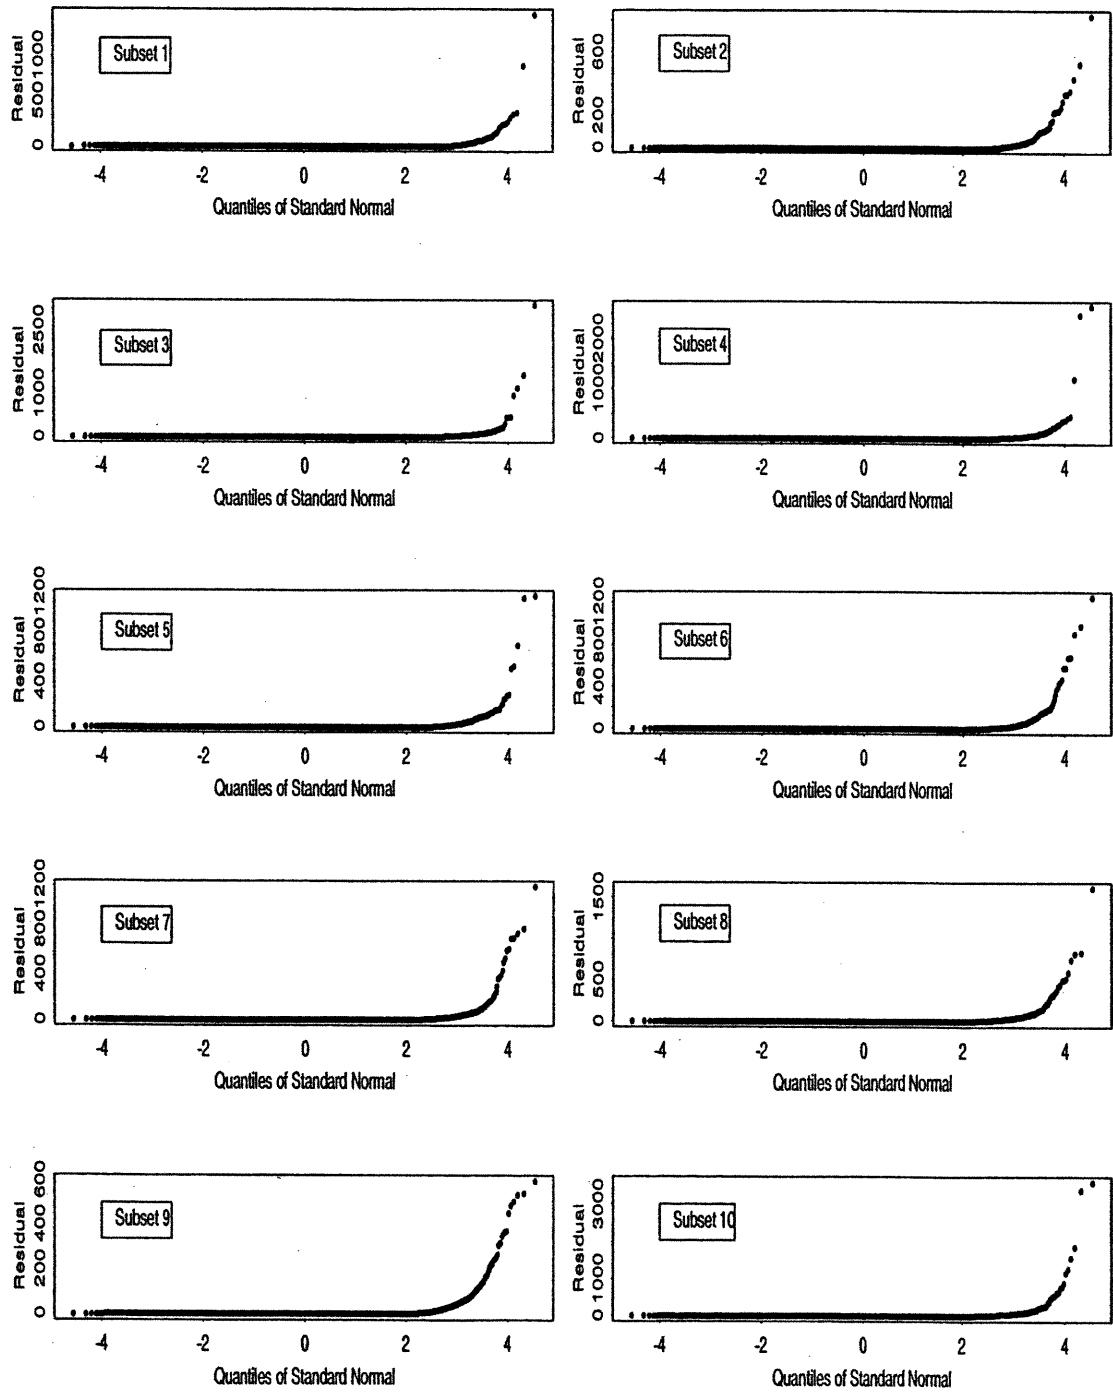 Residual
0 500 1000
Subset 1
-4 -2 0 2 4
Quantiles of Standard Normal
Residual
0 200 600
Subset 2
-4 -2 0 2 4
Quantiles of Standard Normal
Residual
0 1000 2500
Subset 3
-4 -2 0 2 4
Quantiles of Standard Normal
Residual
0 1000 2000
Subset 4
-4 -2 0 2 4
Quantiles of Standard Normal
Residual
0 400 800 1200
Subset 5
-4 -2 0 2 4
Quantiles of Standard Normal
Residual
0 400 800 1200
Subset 6
-4 -2 0 2 4
Quantiles of Standard Normal
Residual
0 400 800 1200
Subset 7
-4 -2 0 2 4
Quantiles of Standard Normal
Residual
0 500 1500
Subset 8
-4 -2 0 2 4
Quantiles of Standard Normal
Residual
0 200 400 600
Subset 9
-4 -2 0 2 4
Quantiles of Standard Normal
Residual
0 1000 3000
Subset 10
-4 -2 0 2 4
Quantiles of Standard Normal